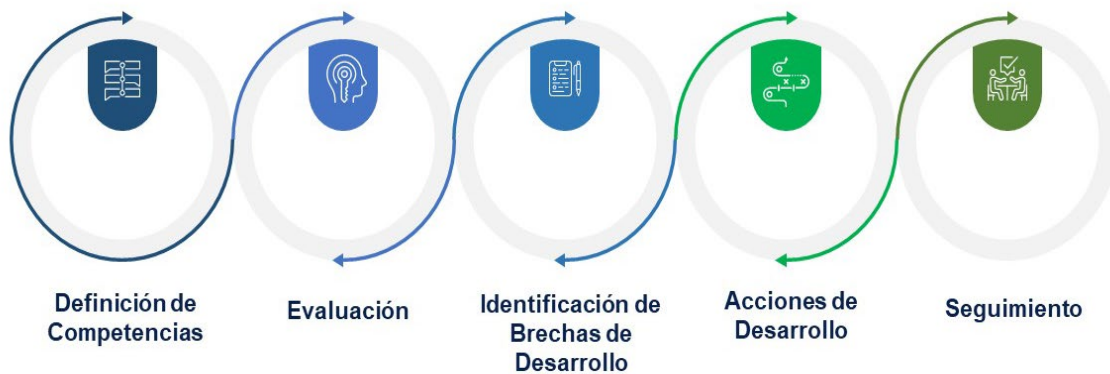 Definición de
Competencias
Evaluación
Identificación de
Brechas de
Desarrollo
Acciones de
Desarrollo
Seguimiento